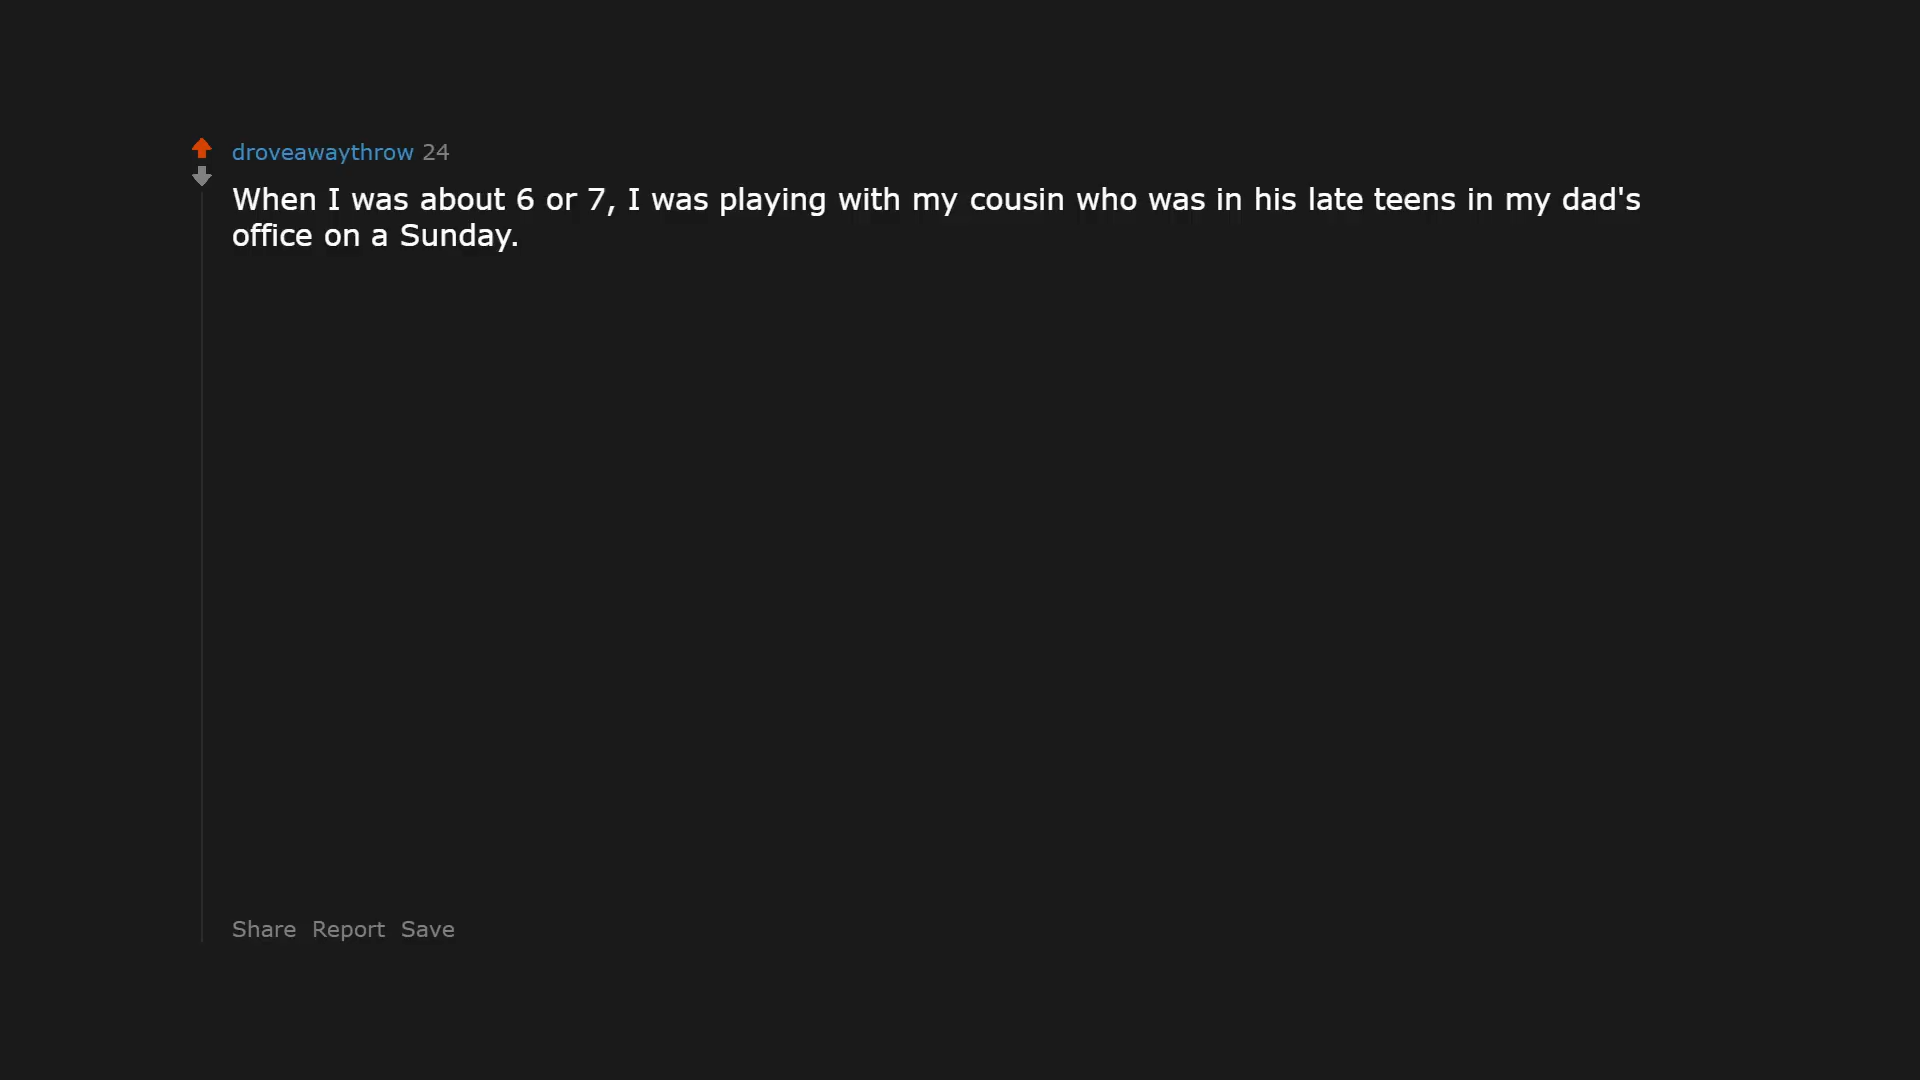 droveawaythrow 24
When I was about 6 or 7, I was playing with my cousin who was in his late teens in my dad's
office on a Sunday.
Share Report Save